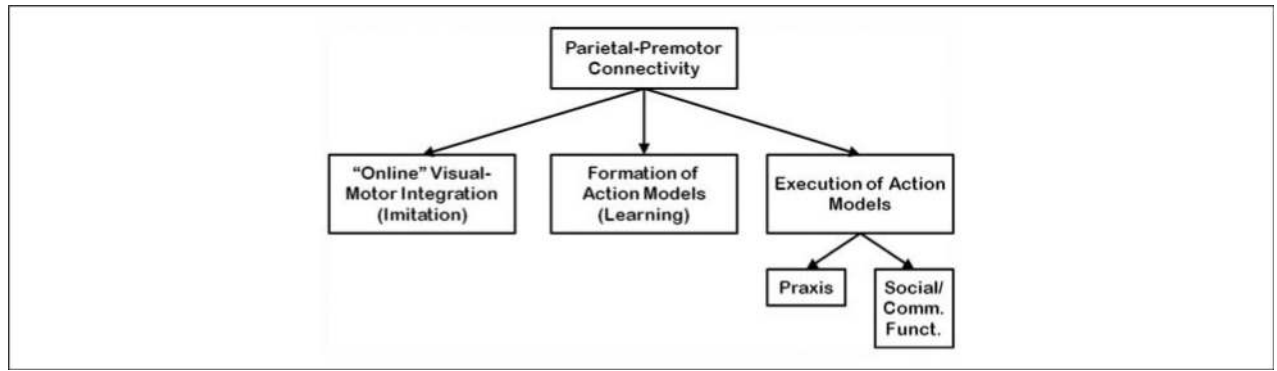 Parietal-Premotor
Connectivity
“Online” Visual-
Motor Integration
(Imitation)
Formation of
Action Models
(Learning)
Execution of Action
Models
Praxis
Social/
Comm.
Funct.